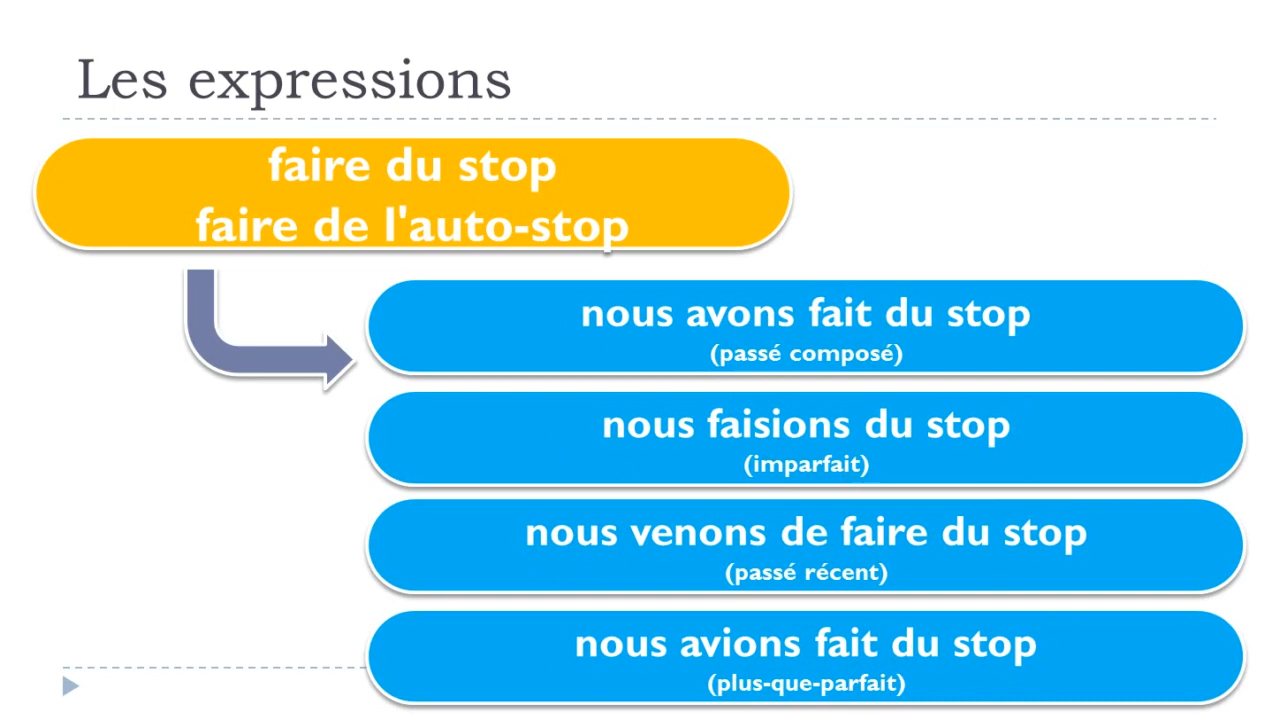 Les expressions
faire du stop
faire de l'auto-stop
nous avons fait du stop
(passé composé)
nous faisions du stop
(imparfait)
nous venons de faire du stop
(passé récent)
nous avions fait du stop
(plus-que-parfait)